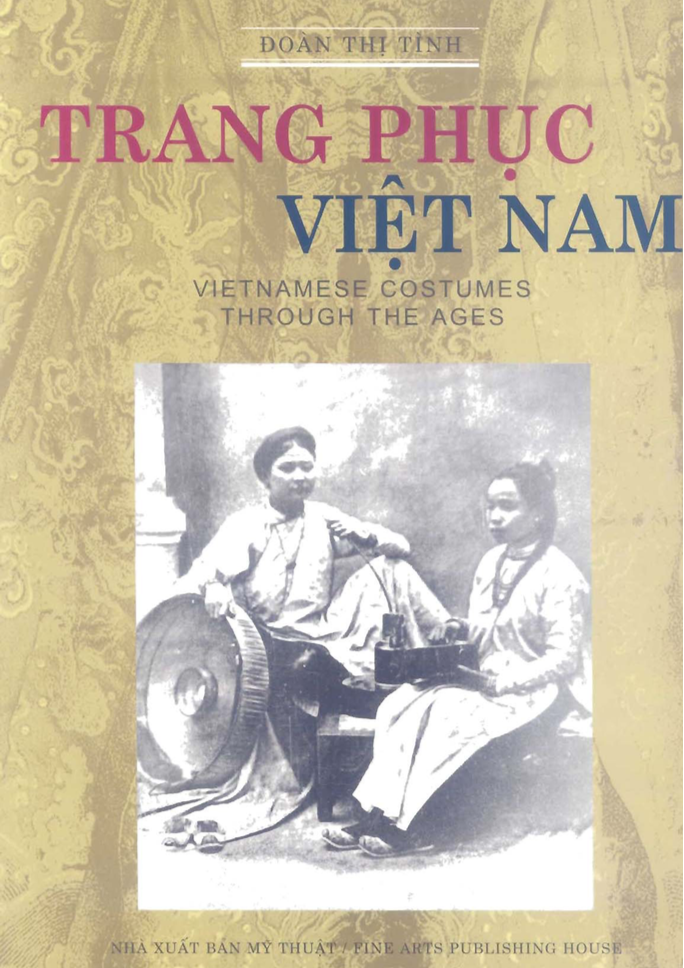 ĐOÀN THỊ TÌNH
TRANG PHỤC
VIỆT NAM
VIETNAMESE COSTUMES
THROUGH THE AGES
NHÀ XUẤT BẢN MỸ THUẬT / FINE ARTS PUBLISHING HOUSE